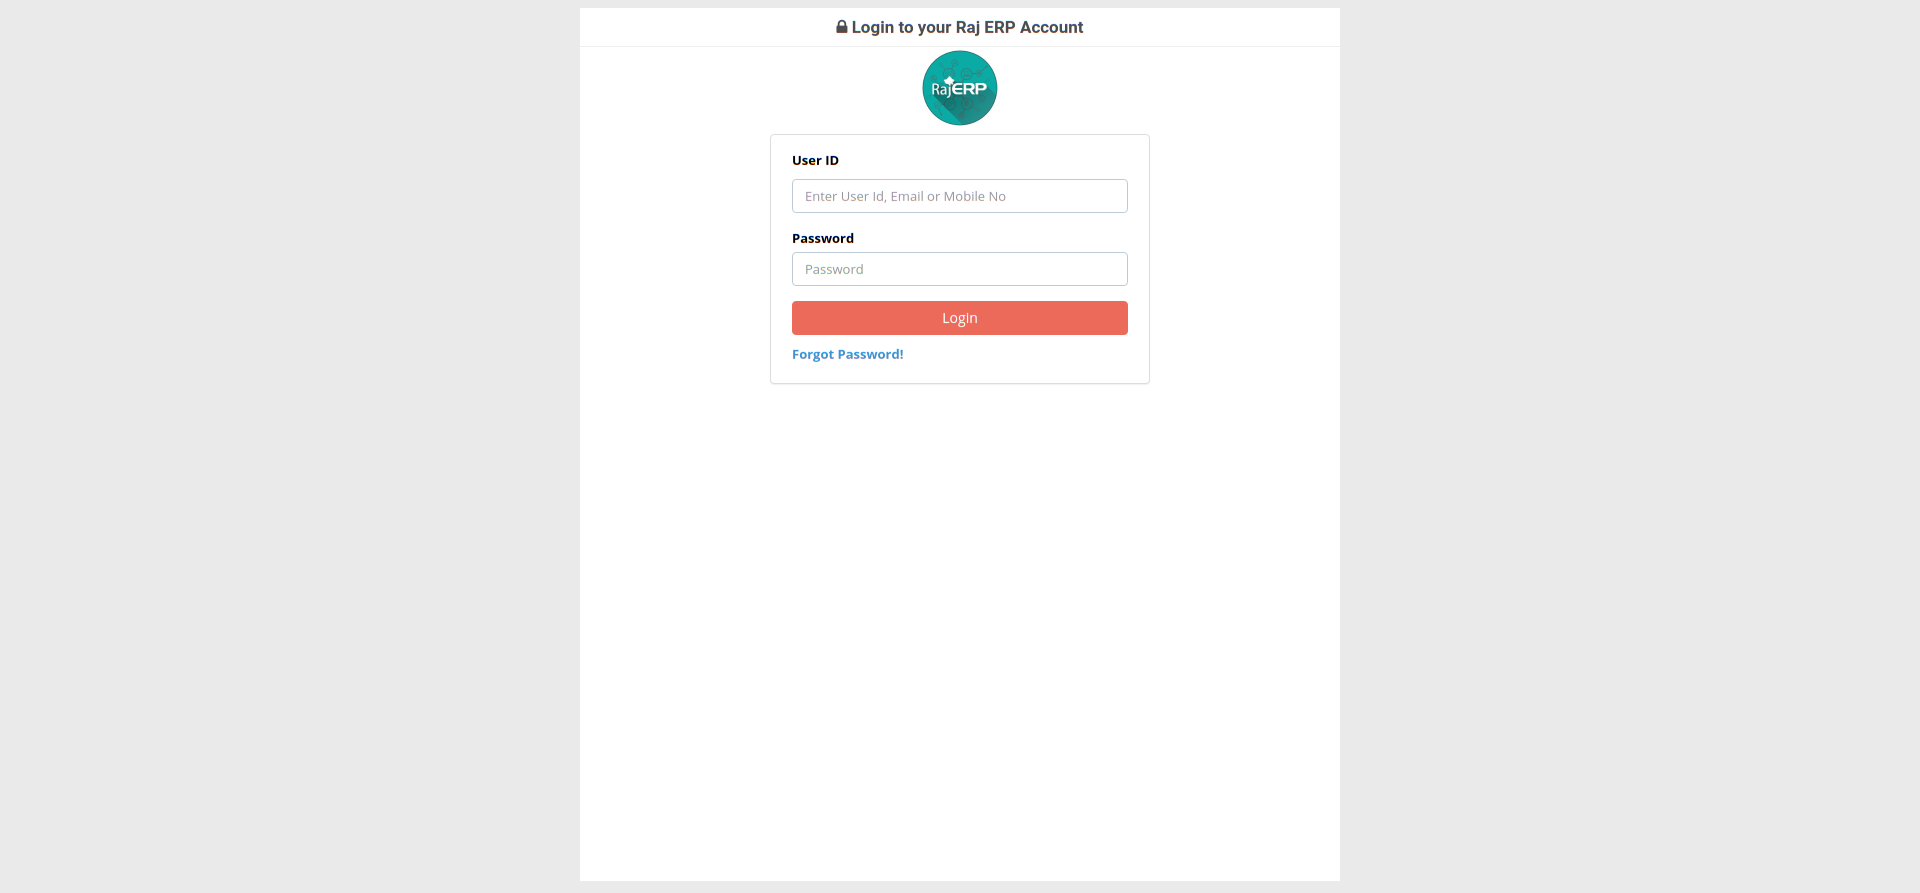 Login to your Raj ERP Account
RajERP
User ID
Enter User Id, Email or Mobile No
Password
Password
Login
Forgot Password!